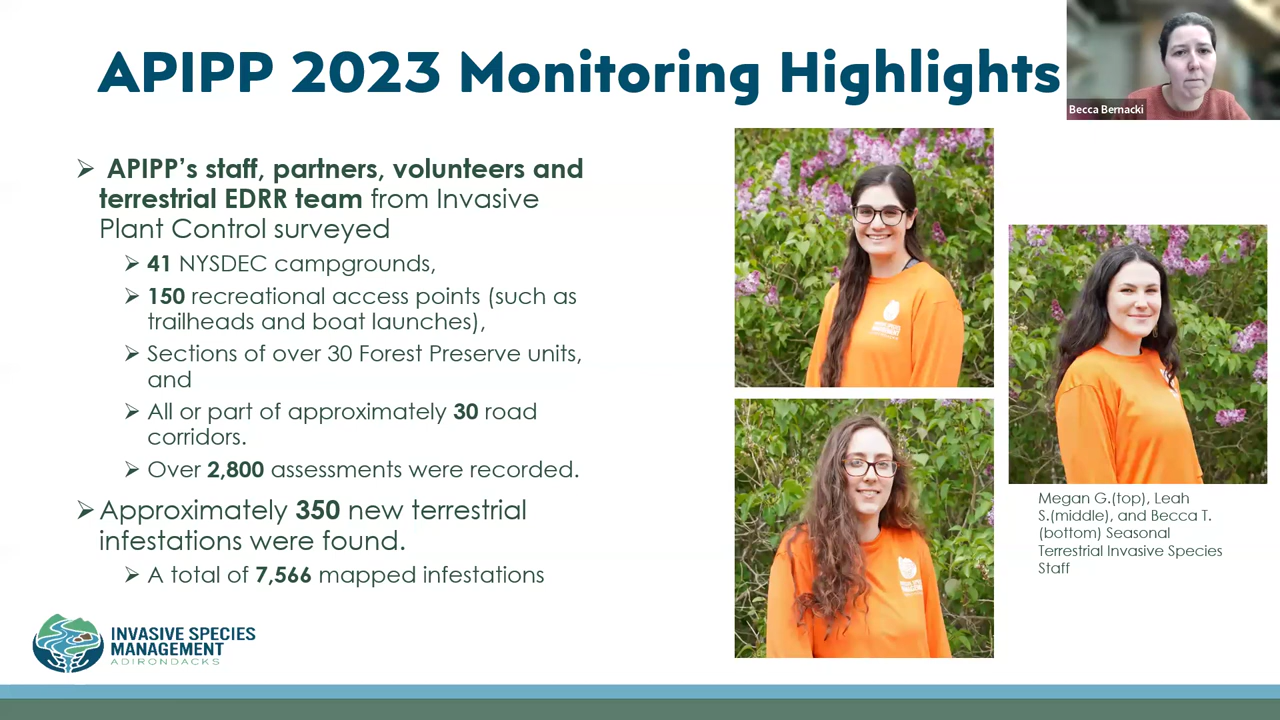 APIPP 2023 Monitoring Highlights
Becca Bernacki
➢ APIPP’s staff, partners, volunteers and
terrestrial EDRR team from Invasive
Plant Control surveyed
➢ 41 NYSDEC campgrounds,
➢ 150 recreational access points (such as
trailheads and boat launches),
➢ Sections of over 30 Forest Preserve units,
and
➢ All or part of approximately 30 road
corridors.
➢ Over 2,800 assessments were recorded.
➢ Approximately 350 new terrestrial
infestations were found.
➢ A total of 7,566 mapped infestations
Megan G.(top), Leah
S.(middle), and Becca T.
(bottom) Seasonal
Terrestrial Invasive Species
Staff
INVASIVE SPECIES
MANAGEMENT
ADIRONDACKS